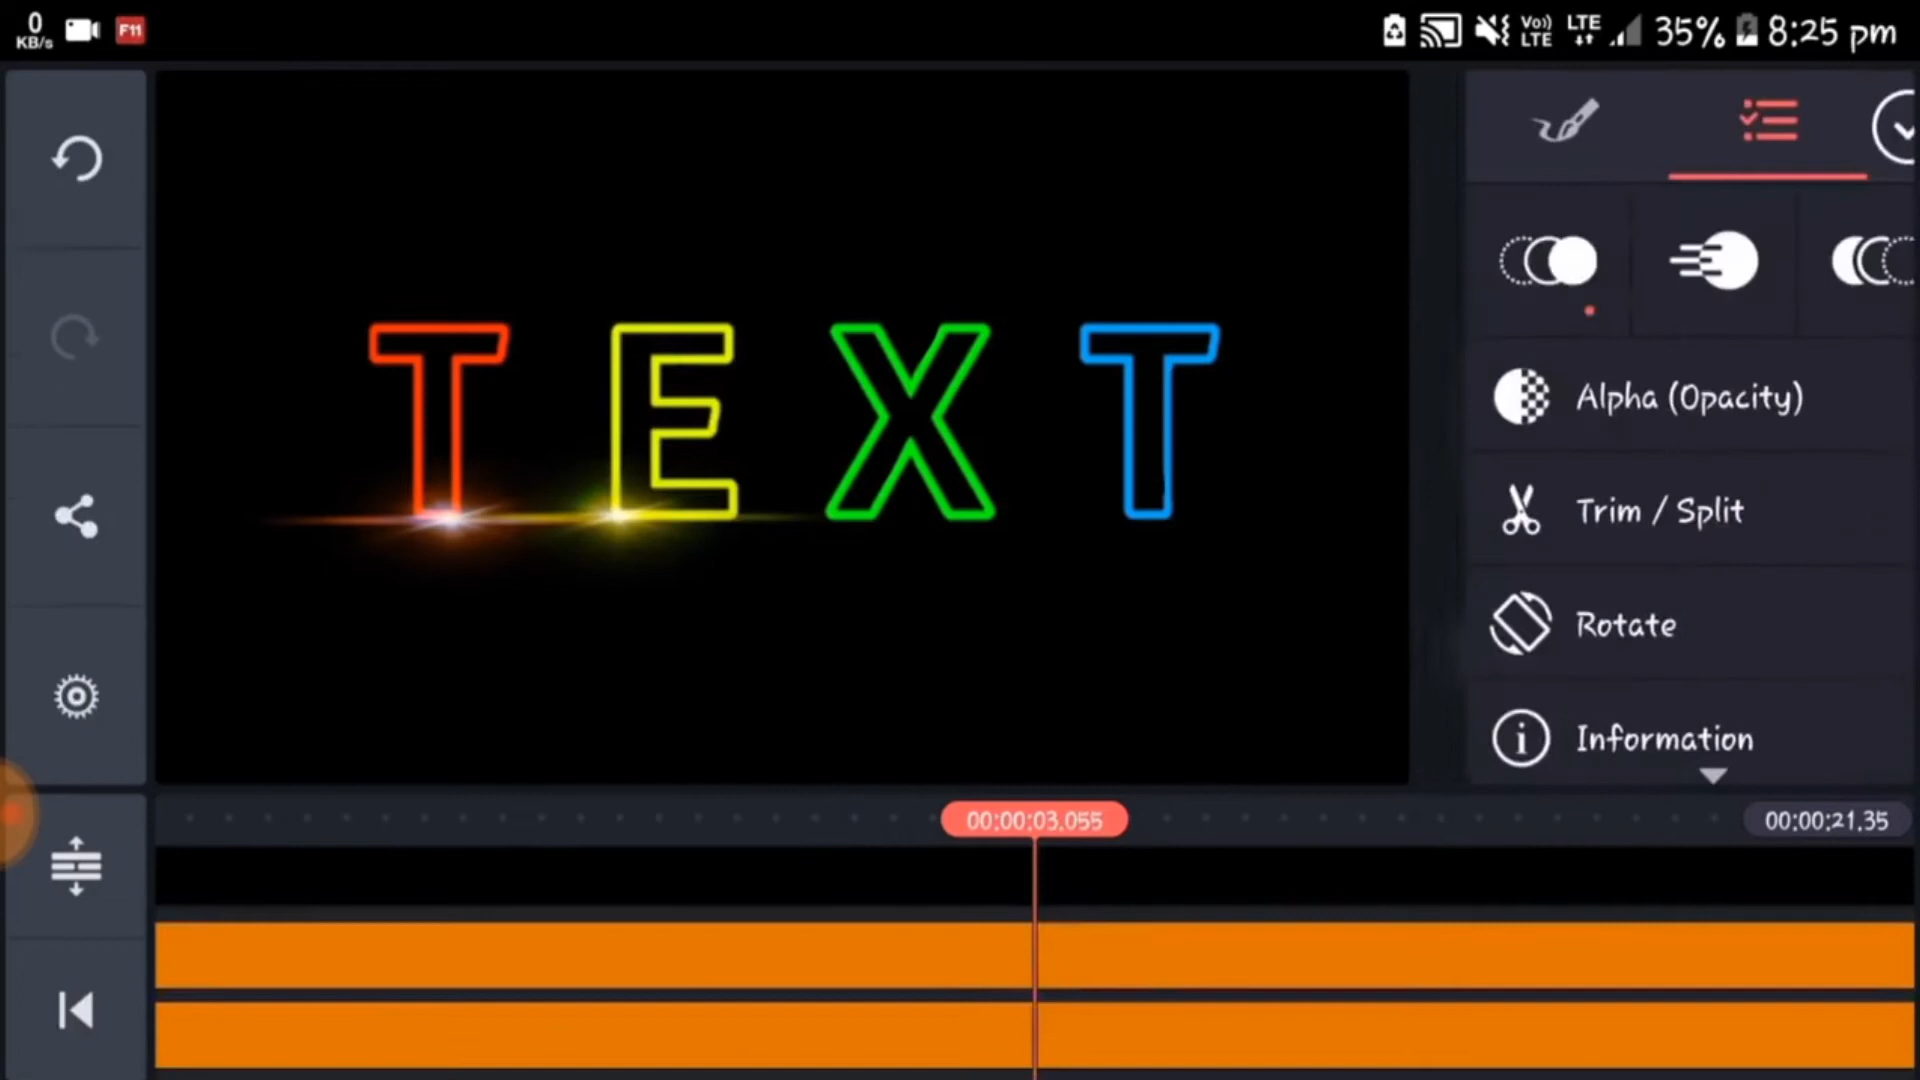 0
KB/s
F11
Vo))
LTE
LTE
35%
8:25 pm
TEXT
Alpha (Opacity)
Trim / Split
Rotate
Information
00:00:03.055
00:00:21.35